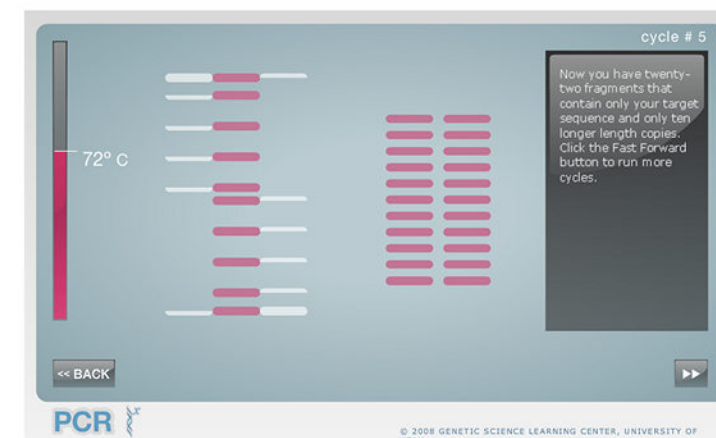 cycle # 5
Now you have twenty-
two fragments that
contain only your target
sequence and only ten
longer length copies.
Click the Fast Forward
button to run more
cycles.
72º C
<< BACK
PCR
© 2008 GENETIC SCIENCE LEARNING CENTER, UNIVERSITY OF